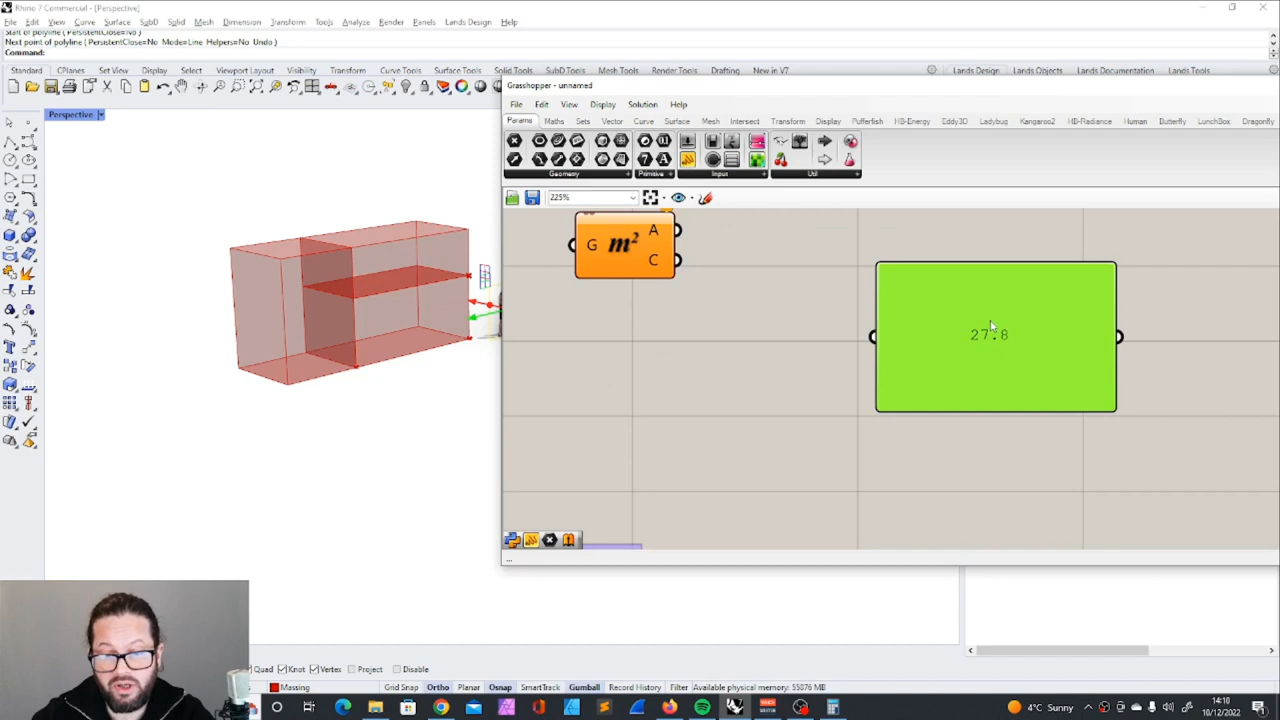 Rhino 7 Commercial - [Perspective]
File Edit View Curve Surface SubD Solid Mesh Dimension Transform Tools Analyze Render Panels Lands Design Help
Start of polyline ( PersistentClose=No )
Next point of polyline ( PersistentClose=No Mode=Line Helpers=No Undo )
Command:
Standard CPlanes Set View Display Select Viewport Layout Visibility Transform Curve Tools Surface Tools Solid Tools SubD Tools Mesh Tools Render Tools Drafting New in V7 Lands Design Lands Objects Lands Documentation Lands Tools
Perspective
Grasshopper - unnamed
File Edit View Display Solution Help
Params Maths Sets Vector Curve Surface Mesh Intersect Transform Display Pufferfish HB-Energy Eddy3D Ladybug Kangaroo2 HB-Radiance Human Butterfly LunchBox Dragonfly
Geometry Primitive Input Util
225%
G m² A
C
27.8
...
Quad Knot Vertex Project Disable
Massing Grid Snap Ortho Planar Osnap SmartTrack Gumball Record History Filter Available physical memory: 55876 MB
4°C Sunny 14:10
10/12/2022